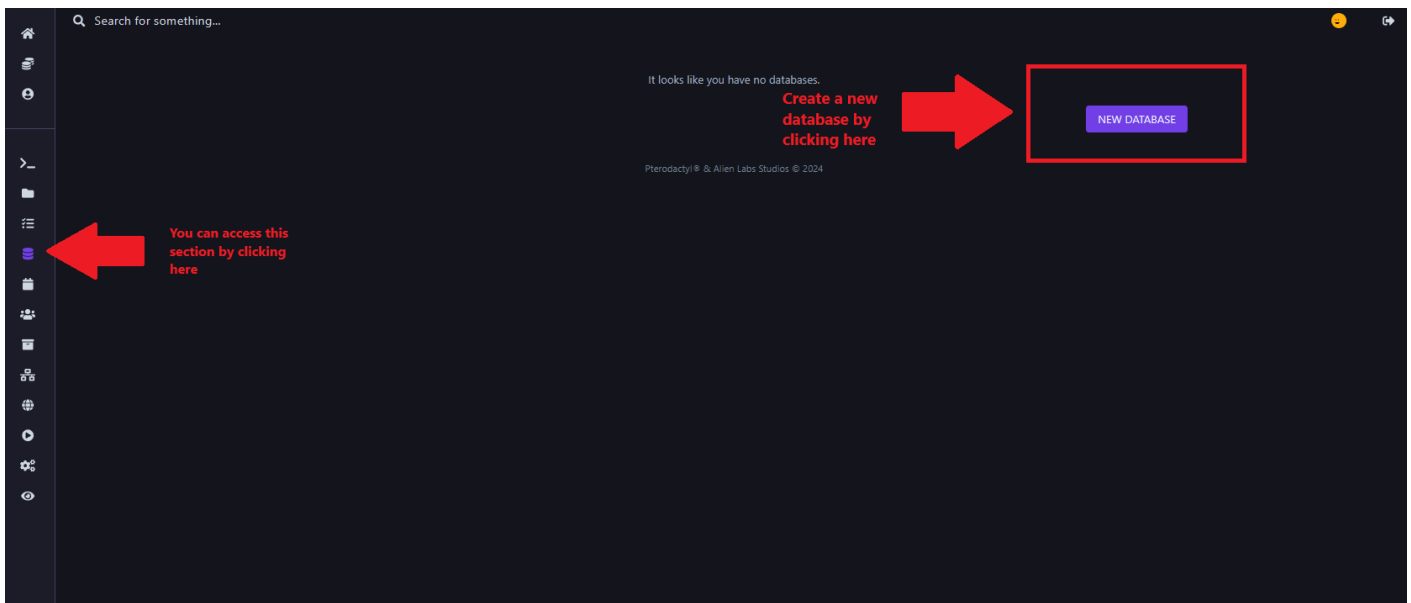 Search for something...
It looks like you have no databases.
Create a new
database by
clicking here
NEW DATABASE
Pterodactyl® & Alien Labs Studios © 2024
You can access this
section by clicking
here